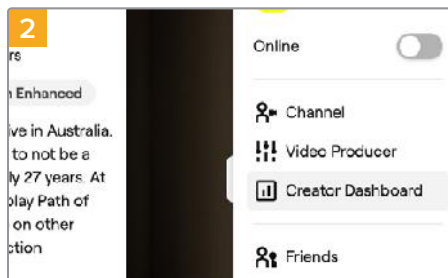 2
rs
Enhanced
ive in Australia.
to not be a
ly 27 years. At
play Path of
on other
ction
Online
Channel
Video Producer
Creator Dashboard
Friends